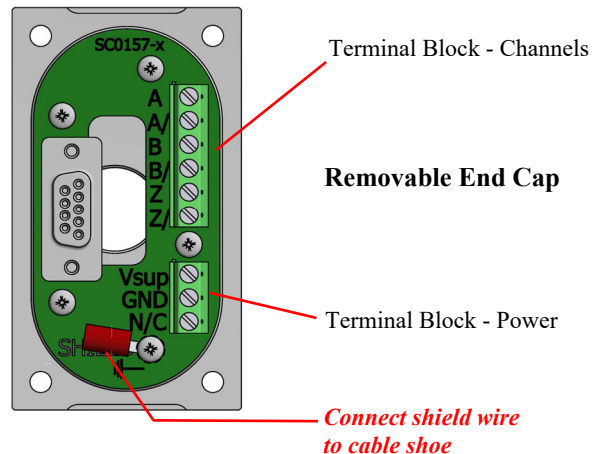 SC0157-x
Terminal Block - Channels
A
A/
B
B/
Z
Z/
Removable End Cap
Vsup
GND
N/C
Terminal Block - Power
Connect shield wire
to cable shoe